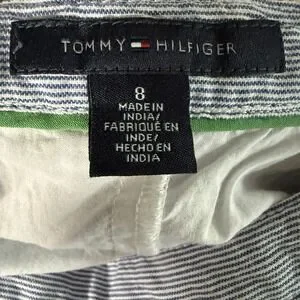 TOMMY HILFIGER
8
MADE IN
INDIA/
FABRIQUÉ EN
INDE/
HECHO EN
INDIA